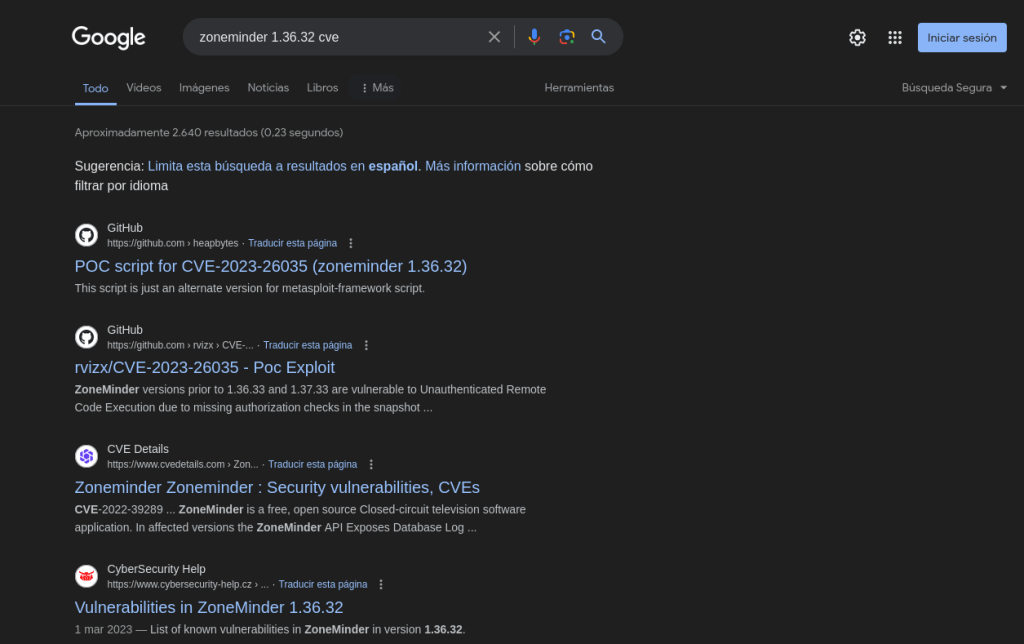 Google
zoneminder 1.36.32 cve
Iniciar sesión
Todo Vídeos Imágenes Noticias Libros Más Herramientas Búsqueda Segura
Aproximadamente 2.640 resultados (0,23 segundos)
Sugerencia: Limita esta búsqueda a resultados en español. Más información sobre cómo
filtrar por idioma
GitHub
https://github.com › heapbytes · Traducir esta página
POC script for CVE-2023-26035 (zoneminder 1.36.32)
This script is just an alternate version for metasploit-framework script.
GitHub
https://github.com › rvizx › CVE-... · Traducir esta página
rvizx/CVE-2023-26035 - Poc Exploit
ZoneMinder versions prior to 1.36.33 and 1.37.33 are vulnerable to Unauthenticated Remote
Code Execution due to missing authorization checks in the snapshot ...
CVE Details
https://www.cvedetails.com › Zon... · Traducir esta página
Zoneminder Zoneminder : Security vulnerabilities, CVEs
CVE-2022-39289 ... ZoneMinder is a free, open source Closed-circuit television software
application. In affected versions the ZoneMinder API Exposes Database Log ...
CyberSecurity Help
https://www.cybersecurity-help.cz › ... · Traducir esta página
Vulnerabilities in ZoneMinder 1.36.32
1 mar 2023 — List of known vulnerabilities in ZoneMinder in version 1.36.32.